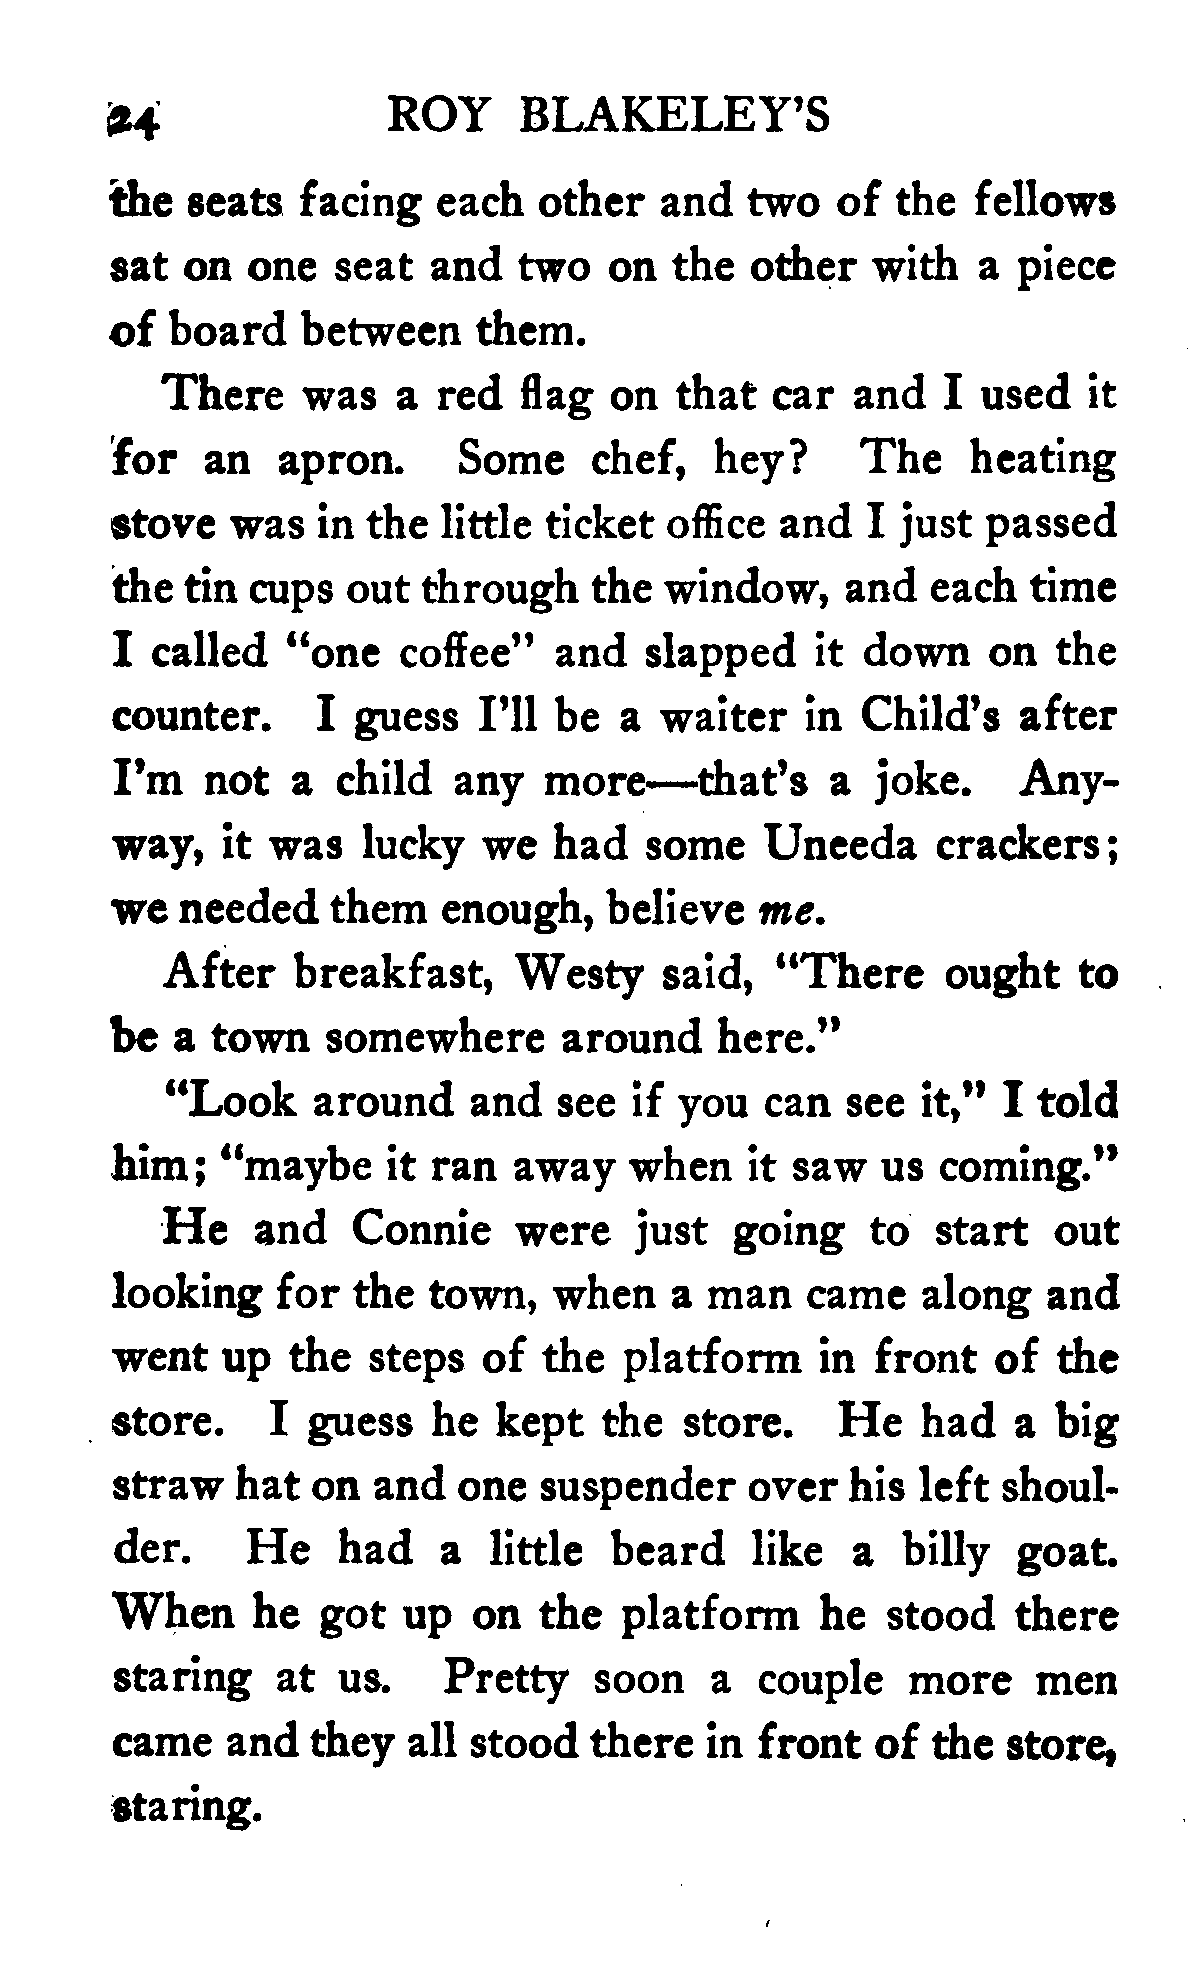 24 ROY BLAKELEY'S
the seats facing each other and two of the fellows
sat on one seat and two on the other with a piece
of board between them.
There was a red flag on that car and I used it
for an apron. Some chef, hey? The heating
stove was in the little ticket office and I just passed
the tin cups out through the window, and each time
I called “one coffee” and slapped it down on the
counter. I guess I'll be a waiter in Child's after
I'm not a child any more—that's a joke. Any-
way, it was lucky we had some Uneeda crackers;
we needed them enough, believe me.
After breakfast, Westy said, “There ought to
be a town somewhere around here.”
“Look around and see if you can see it,” I told
him; “maybe it ran away when it saw us coming.”
He and Connie were just going to start out
looking for the town, when a man came along and
went up the steps of the platform in front of the
store. I guess he kept the store. He had a big
straw hat on and one suspender over his left shoul-
der. He had a little beard like a billy goat.
When he got up on the platform he stood there
staring at us. Pretty soon a couple more men
came and they all stood there in front of the store,
staring.